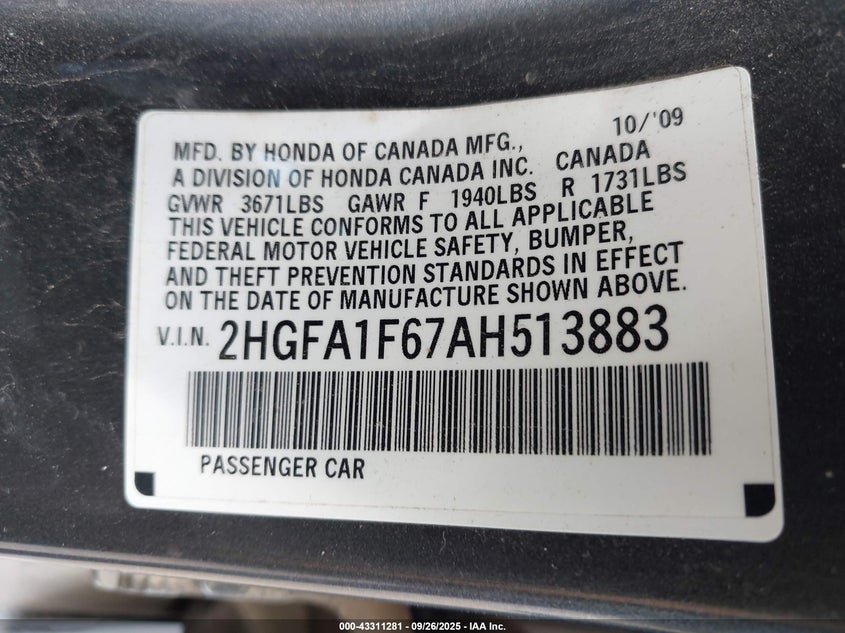 10/'09
MFD. BY HONDA OF CANADA MFG.,
A DIVISION OF HONDA CANADA INC. CANADA
GVWR 3671LBS GAWR F 1940LBS R 1731LBS
THIS VEHICLE CONFORMS TO ALL APPLICABLE
FEDERAL MOTOR VEHICLE SAFETY, BUMPER,
AND THEFT PREVENTION STANDARDS IN EFFECT
ON THE DATE OF MANUFACTURE SHOWN ABOVE.
V.I.N. 2HGFA1F67AH513883
PASSENGER CAR
000-43311281 - 09/26/2025 - IAA Inc.